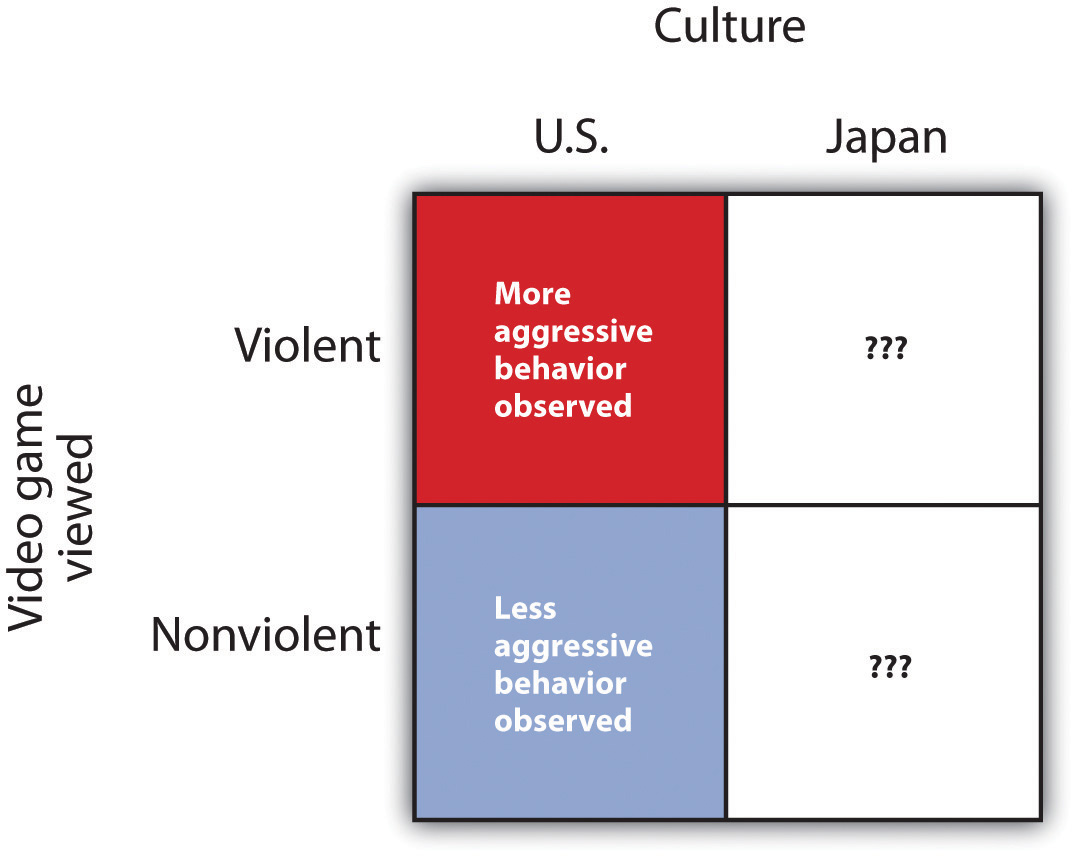 Culture
U.S.
Japan
Video game
viewed
Violent
More
aggressive
behavior
observed
???
Nonviolent
Less
aggressive
behavior
observed
???